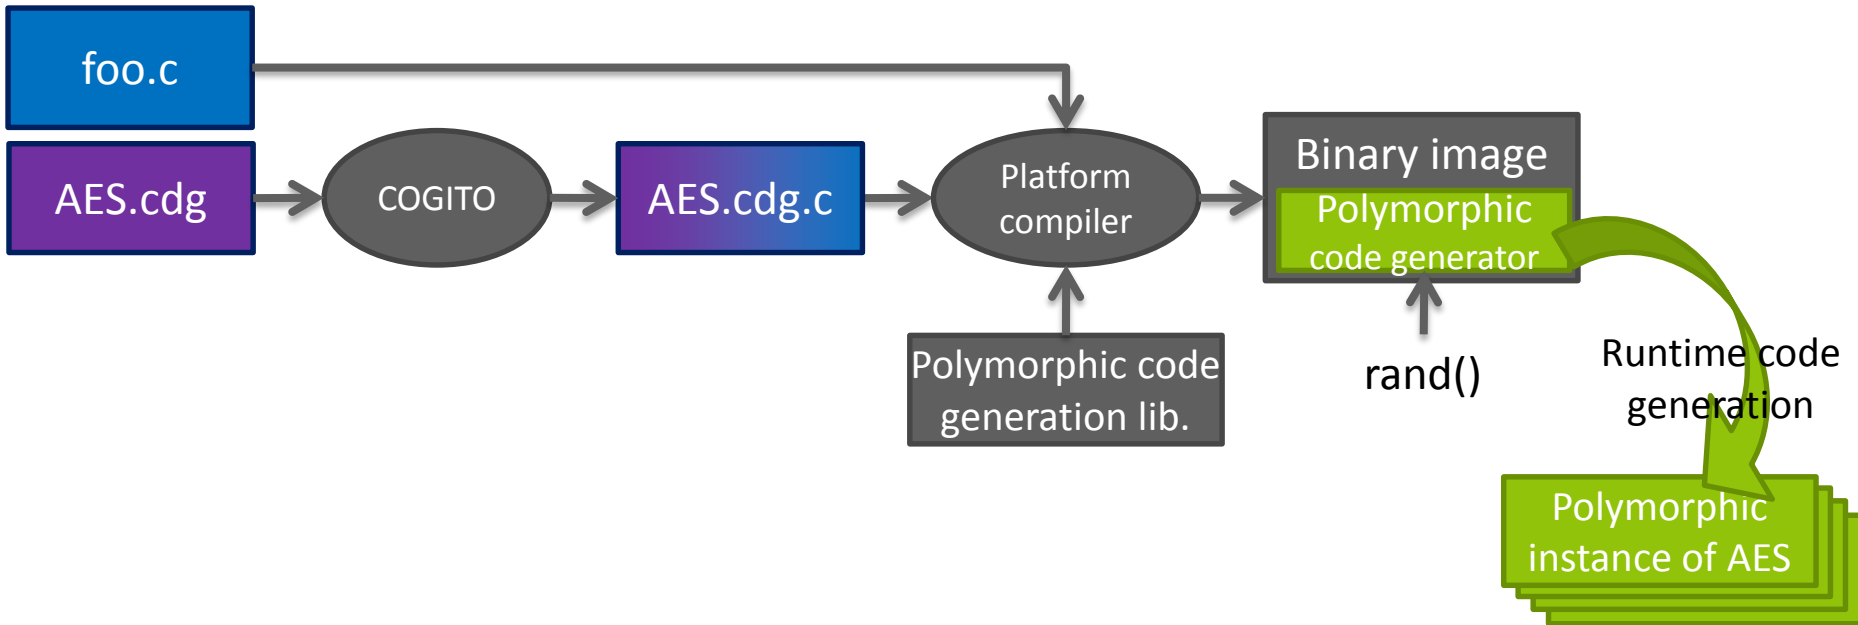 foo.c
AES.cdg
COGITO
AES.cdg.c
Platform
compiler
Binary image
Polymorphic
code generator
Polymorphic code
generation lib.
rand()
Runtime code
generation
Polymorphic
instance of AES